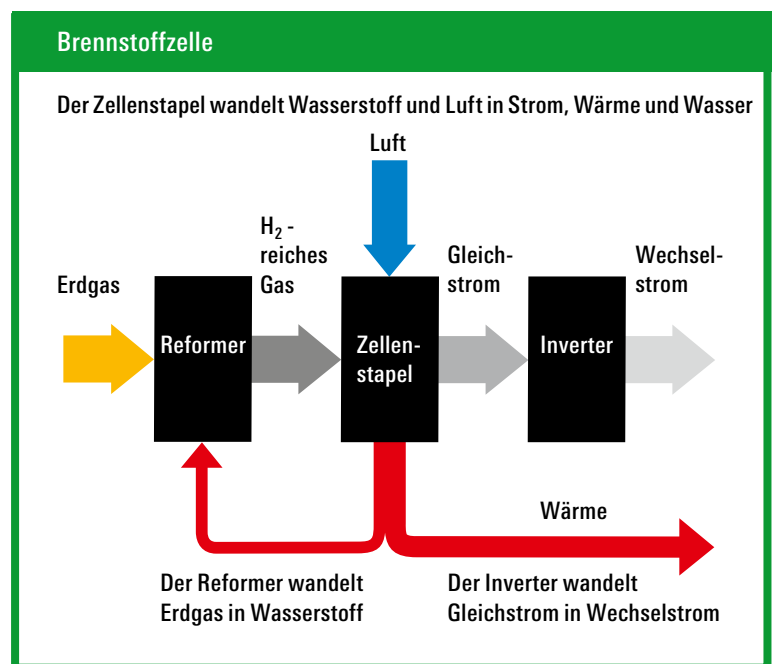 Brennstoffzelle
Der Zellenstapel wandelt Wasserstoff und Luft in Strom, Wärme und Wasser
Luft
H₂ -
reiches
Gas
Gleich-
strom
Wechsel-
strom
Erdgas
Reformer
Zellen-
stapel
Inverter
Wärme
Der Reformer wandelt
Erdgas in Wasserstoff
Der Inverter wandelt
Gleichstrom in Wechselstrom